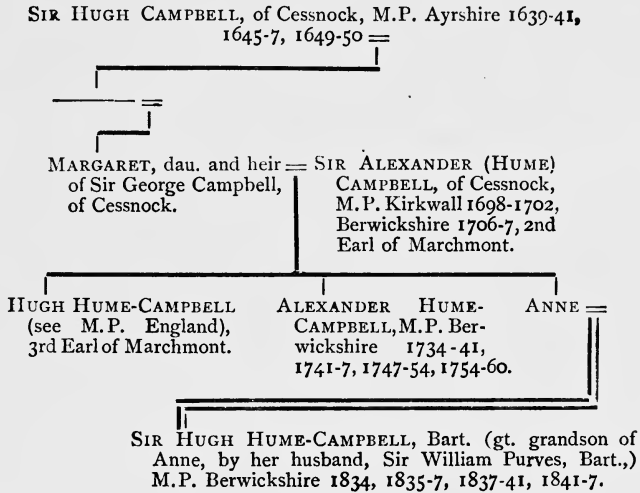 SIR HUGH CAMPBELL, of Cessnock, M.P. Ayrshire 1639-41,
1645-7, 1649-50 =
=
MARGARET, dau. and heir =
of Sir George Campbell,
of Cessnock.
SIR ALEXANDER (HUME)
CAMPBELL, of Cessnock,
M.P. Kirkwall 1698-1702,
Berwickshire 1706-7, 2nd
Earl of Marchmont.
HUGH HUME-CAMPBELL
(see M.P. England),
3rd Earl of Marchmont.
ALEXANDER HUME-
CAMPBELL, M.P. Ber-
wickshire 1734-41,
1741-7, 1747-54, 1754-60.
ANNE =
SIR HUGH HUME-CAMPBELL, Bart. (gt. grandson of
Anne, by her husband, Sir William Purves, Bart.,)
M.P. Berwickshire 1834, 1835-7, 1837-41, 1841-7.